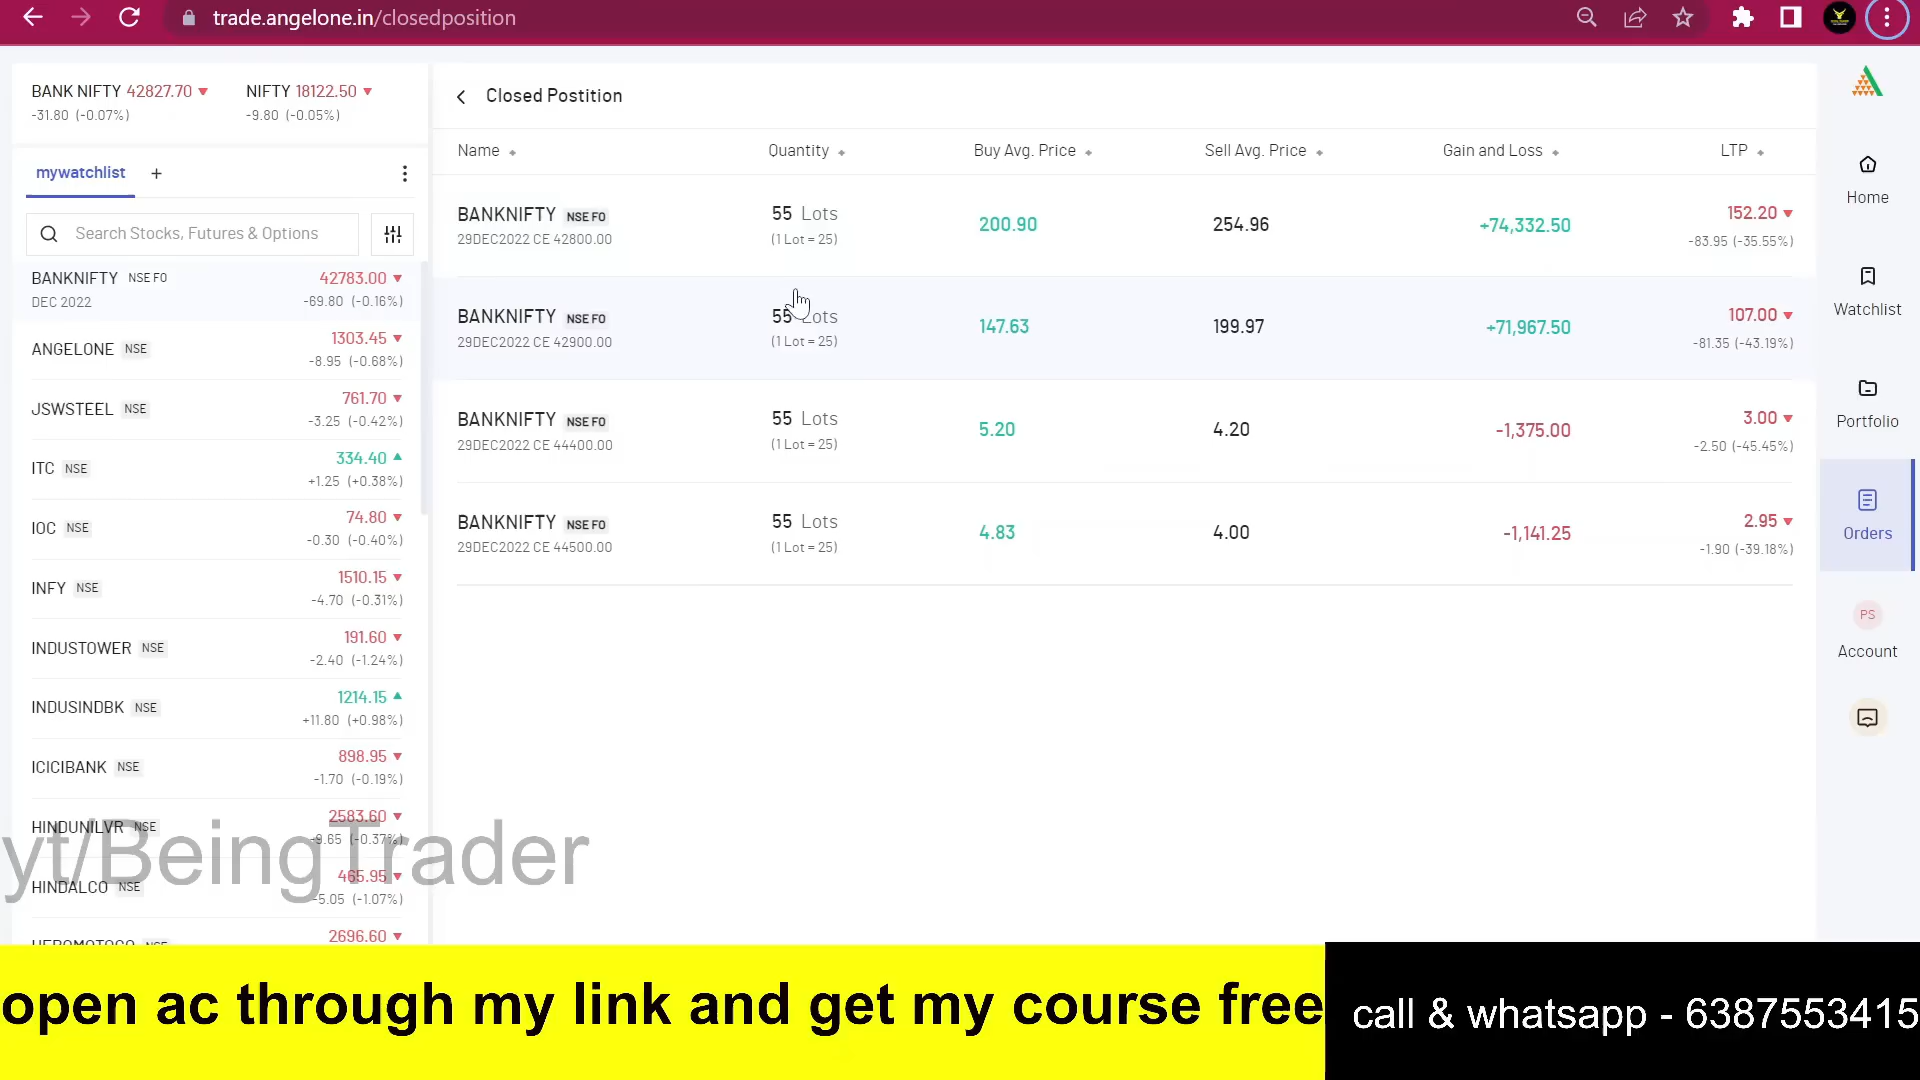 trade.angelone.in/closedposition
BANK NIFTY 42827.70
-31.80 (-0.07%)
NIFTY 18122.50
-9.80 (-0.05%)
mywatchlist +
Search Stocks, Futures & Options
BANKNIFTY NSE FO 42783.00
DEC 2022 -69.80 (-0.16%)
ANGELONE NSE 1303.45
-8.95 (-0.68%)
JSWSTEEL NSE 761.70
-3.25 (-0.42%)
ITC NSE 334.40
+1.25 (+0.38%)
IOC NSE 74.80
-0.30 (-0.40%)
INFY NSE 1510.15
-4.70 (-0.31%)
INDUSTOWER NSE 191.60
-2.40 (-1.24%)
INDUSINDBK NSE 1214.15
+11.80 (+0.98%)
ICICIBANK NSE 898.95
-1.70 (-0.19%)
HINDUNILVR NSE 2583.60
-9.65 (-0.37%)
HINDALCO NSE 465.95
-5.05 (-1.07%)
2696.60
Closed Postition
Name Quantity Buy Avg. Price Sell Avg. Price Gain and Loss LTP
BANKNIFTY NSE FO 55 Lots 200.90 254.96 +74,332.50 152.20
29DEC2022 CE 42800.00 (1 Lot = 25) -83.95 (-35.55%)
BANKNIFTY NSE FO 55 Lots 147.63 199.97 +71,967.50 107.00
29DEC2022 CE 42900.00 (1 Lot = 25) -81.35 (-43.19%)
BANKNIFTY NSE FO 55 Lots 5.20 4.20 -1,375.00 3.00
29DEC2022 CE 44400.00 (1 Lot = 25) -2.50 (-45.45%)
BANKNIFTY NSE FO 55 Lots 4.83 4.00 -1,141.25 2.95
29DEC2022 CE 44500.00 (1 Lot = 25) -1.90 (-39.18%)
Home
Watchlist
Portfolio
Orders
PS
Account
yt/BeingTrader
open ac through my link and get my course free
call & whatsapp - 6387553415